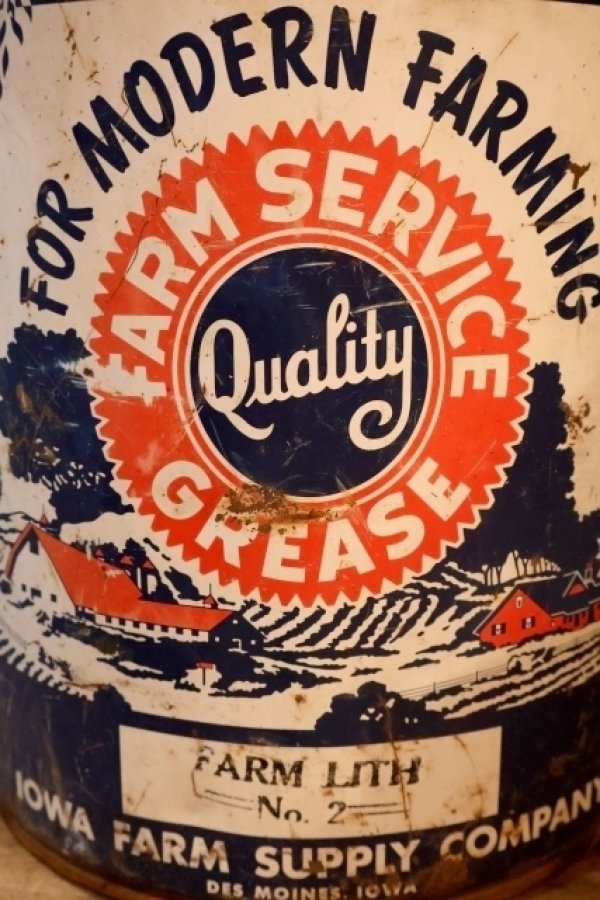 FOR MODERN FARMING
FARM SERVICE
Quality
GREASE
FARM LITH
No. 2
IOWA FARM SUPPLY COMPANY
DES MOINES, IOWA